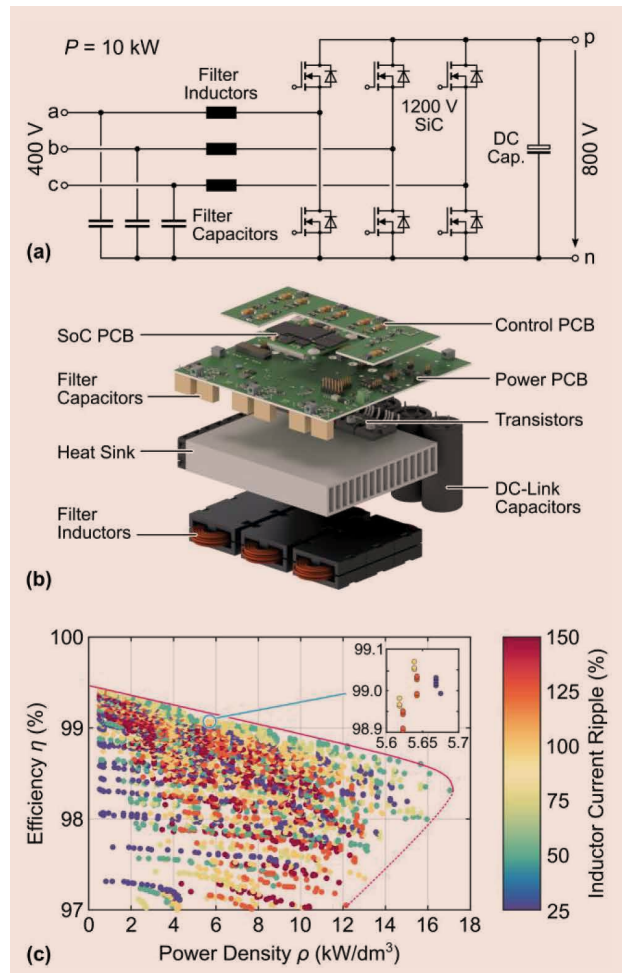 P = 10 kW
p
Filter
Inductors
1200 V
SiC
a
b
c
400 V
DC
Cap.
800 V
Filter
Capacitors
n
(a)
SoC PCB
Control PCB
Filter
Capacitors
Power PCB
Transistors
Heat Sink
DC-Link
Capacitors
Filter
Inductors
(b)
100
99
98
97
Efficiency η (%)
0 2 4 6 8 10 12 14 16 18
Power Density ρ (kW/dm³)
99.1
99.0
98.9
5.6 5.65 5.7
150
125
100
75
50
25
Inductor Current Ripple (%)
(c)